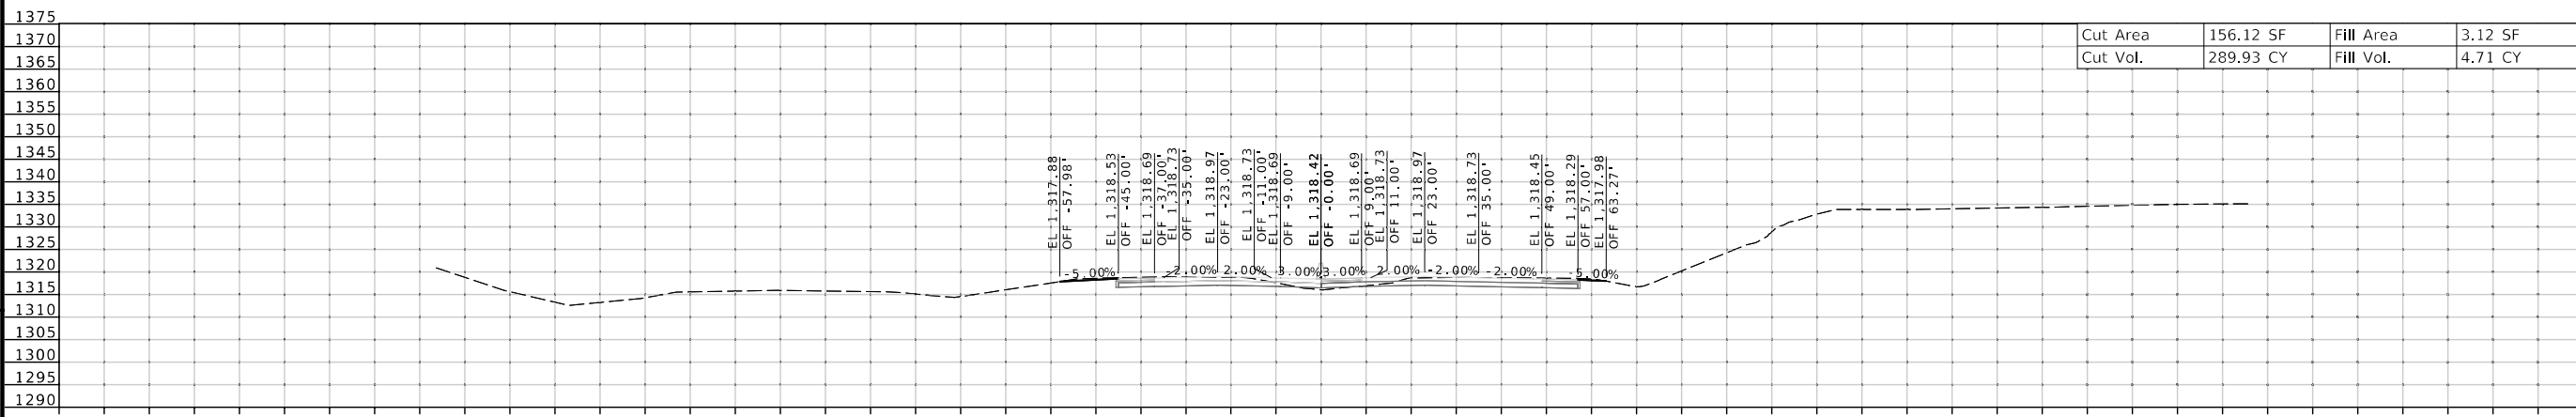 1375
1370
1365
1360
1355
1350
1345
1340
1335
1330
1325
1320
1315
1310
1305
1300
1295
1290
Cut Area 156.12 SF Fill Area 3.12 SF
Cut Vol. 289.93 CY Fill Vol. 4.71 CY
EL 1,317.88
OFF -57.98'
EL 1,318.53
OFF -45.00'
EL 1,318.69
OFF -37.00'
EL 1,318.73
OFF -35.00'
EL 1,318.97
OFF -23.00'
EL 1,318.73
OFF -11.00'
EL 1,318.69
OFF -9.00'
EL 1,318.42
OFF -0.00'
EL 1,318.69
OFF 9.00'
EL 1,318.73
OFF 11.00'
EL 1,318.97
OFF 23.00'
EL 1,318.73
OFF 35.00'
EL 1,318.45
OFF 49.00'
EL 1,318.29
OFF 57.00'
EL 1,317.98
OFF 63.27'
-5.00% -2.00% 2.00% -3.00% 3.00% 2.00% -2.00% -2.00% -5.00%